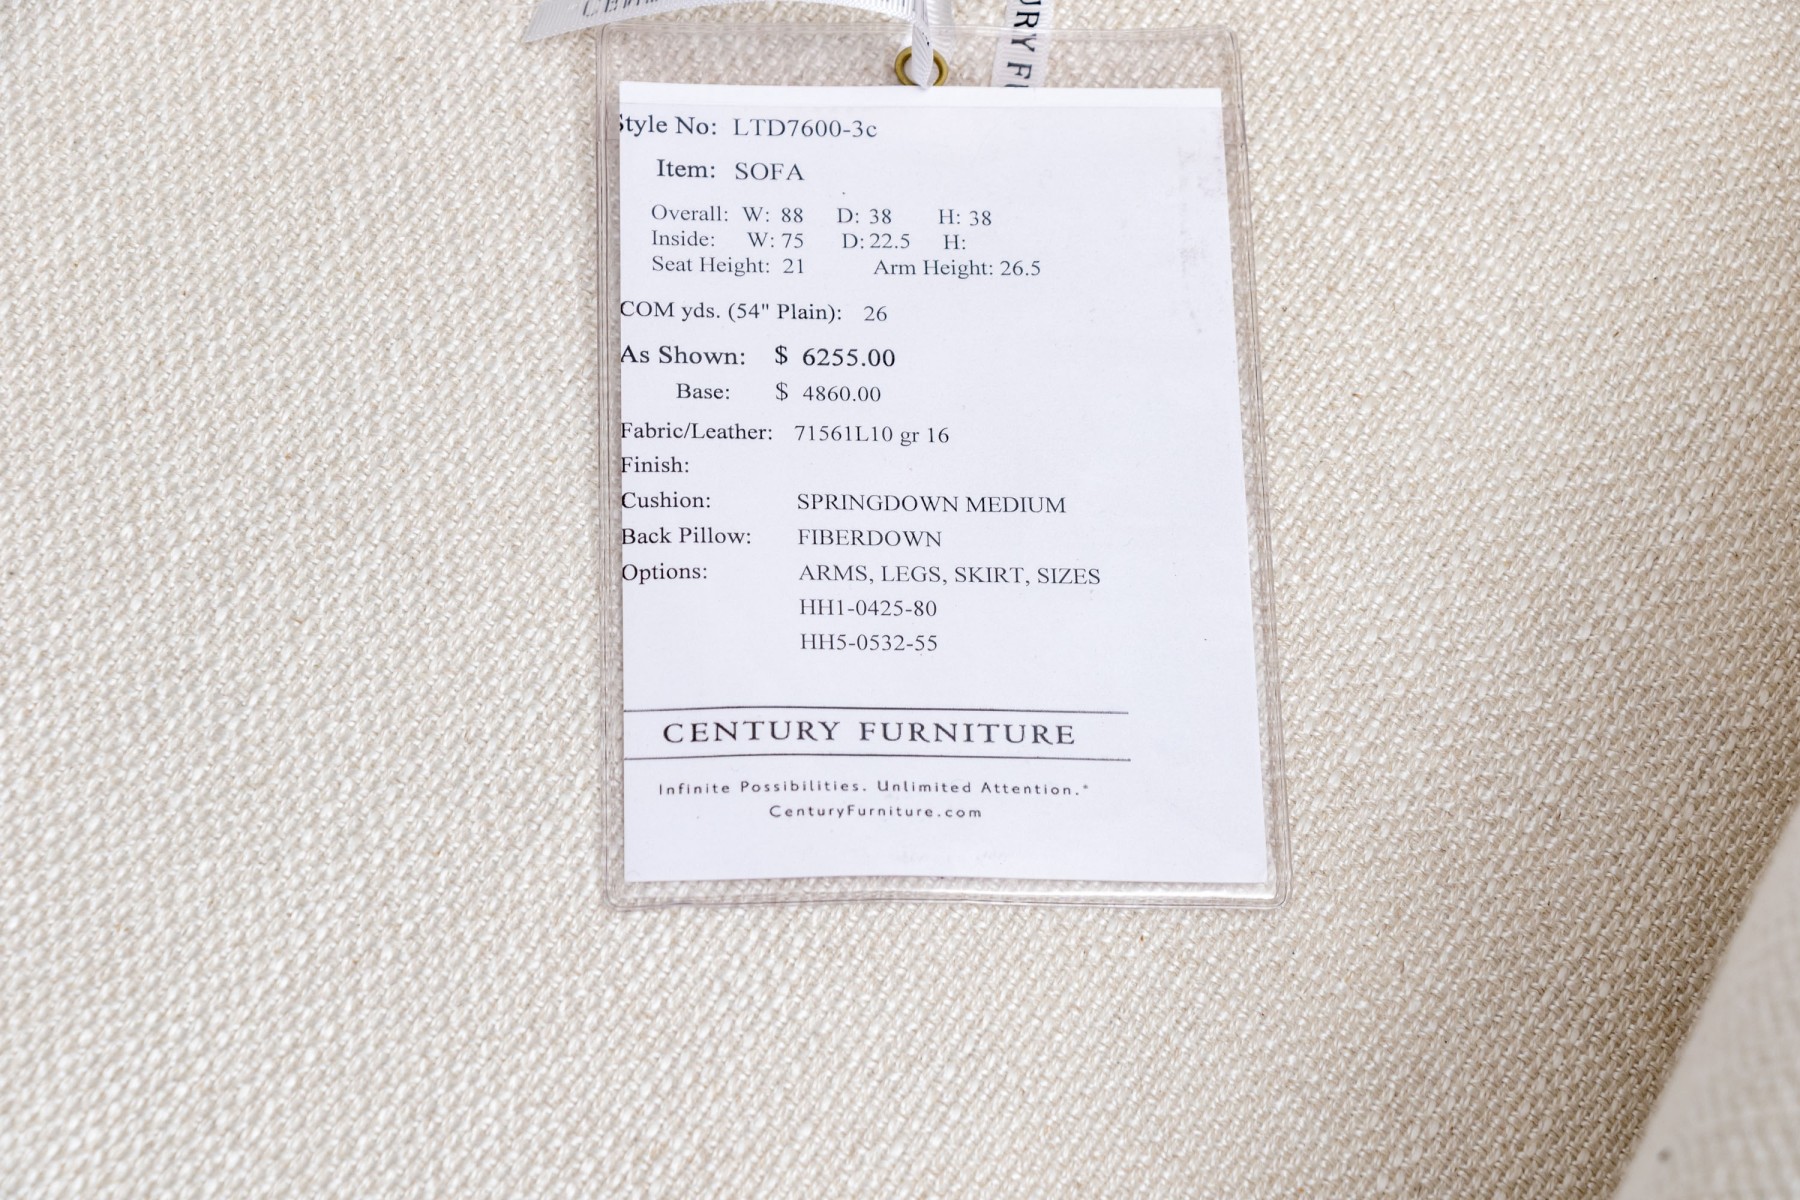 URY FU
Style No: LTD7600-3c
Item: SOFA
Overall: W: 88 D: 38 H: 38
Inside: W: 75 D: 22.5 H:
Seat Height: 21 Arm Height: 26.5
COM yds. (54" Plain): 26
As Shown: $ 6255.00
Base: $ 4860.00
Fabric/Leather: 71561L10 gr 16
Finish:
Cushion: SPRINGDOWN MEDIUM
Back Pillow: FIBERDOWN
Options: ARMS, LEGS, SKIRT, SIZES
HH1-0425-80
HH5-0532-55
CENTURY FURNITURE
Infinite Possibilities. Unlimited Attention.®
CenturyFurniture.com